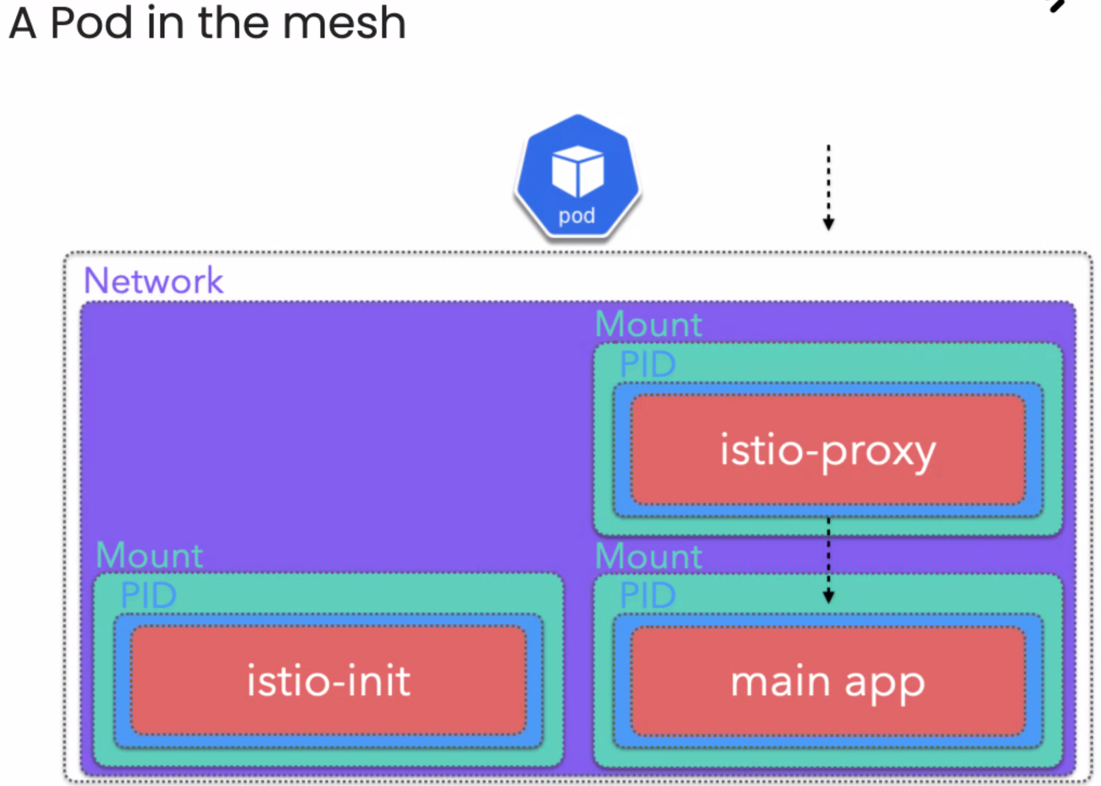 A Pod in the mesh
pod
Network
Mount
PID
istio-proxy
Mount
PID
istio-init
Mount
PID
main app